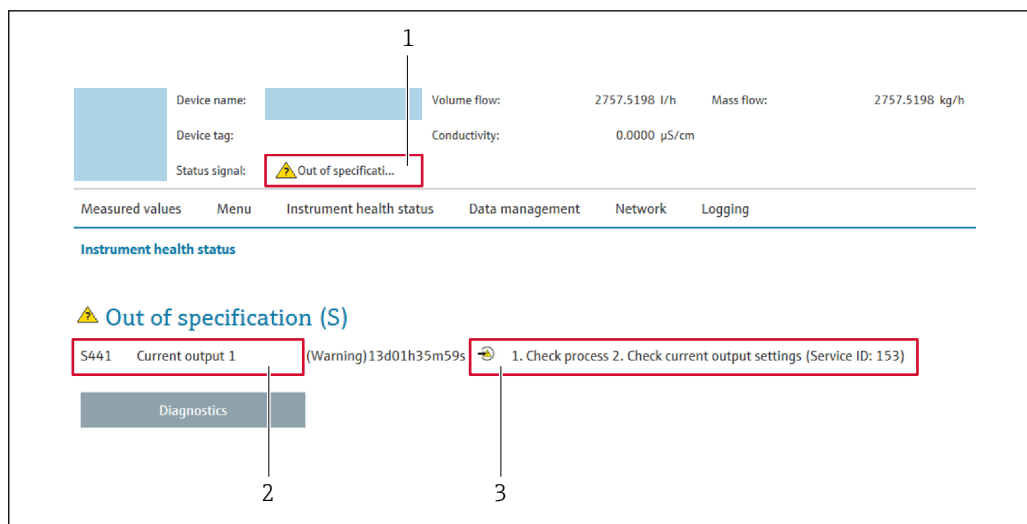 1
Device name: Volume flow: 2757.5198 l/h Mass flow: 2757.5198 kg/h
Device tag: Conductivity: 0.0000 µS/cm
Status signal: Out of specificati...
Measured values Menu Instrument health status Data management Network Logging
Instrument health status
Out of specification (S)
S441 Current output 1 (Warning)13d01h35m59s 1. Check process 2. Check current output settings (Service ID: 153)
Diagnostics
2 3